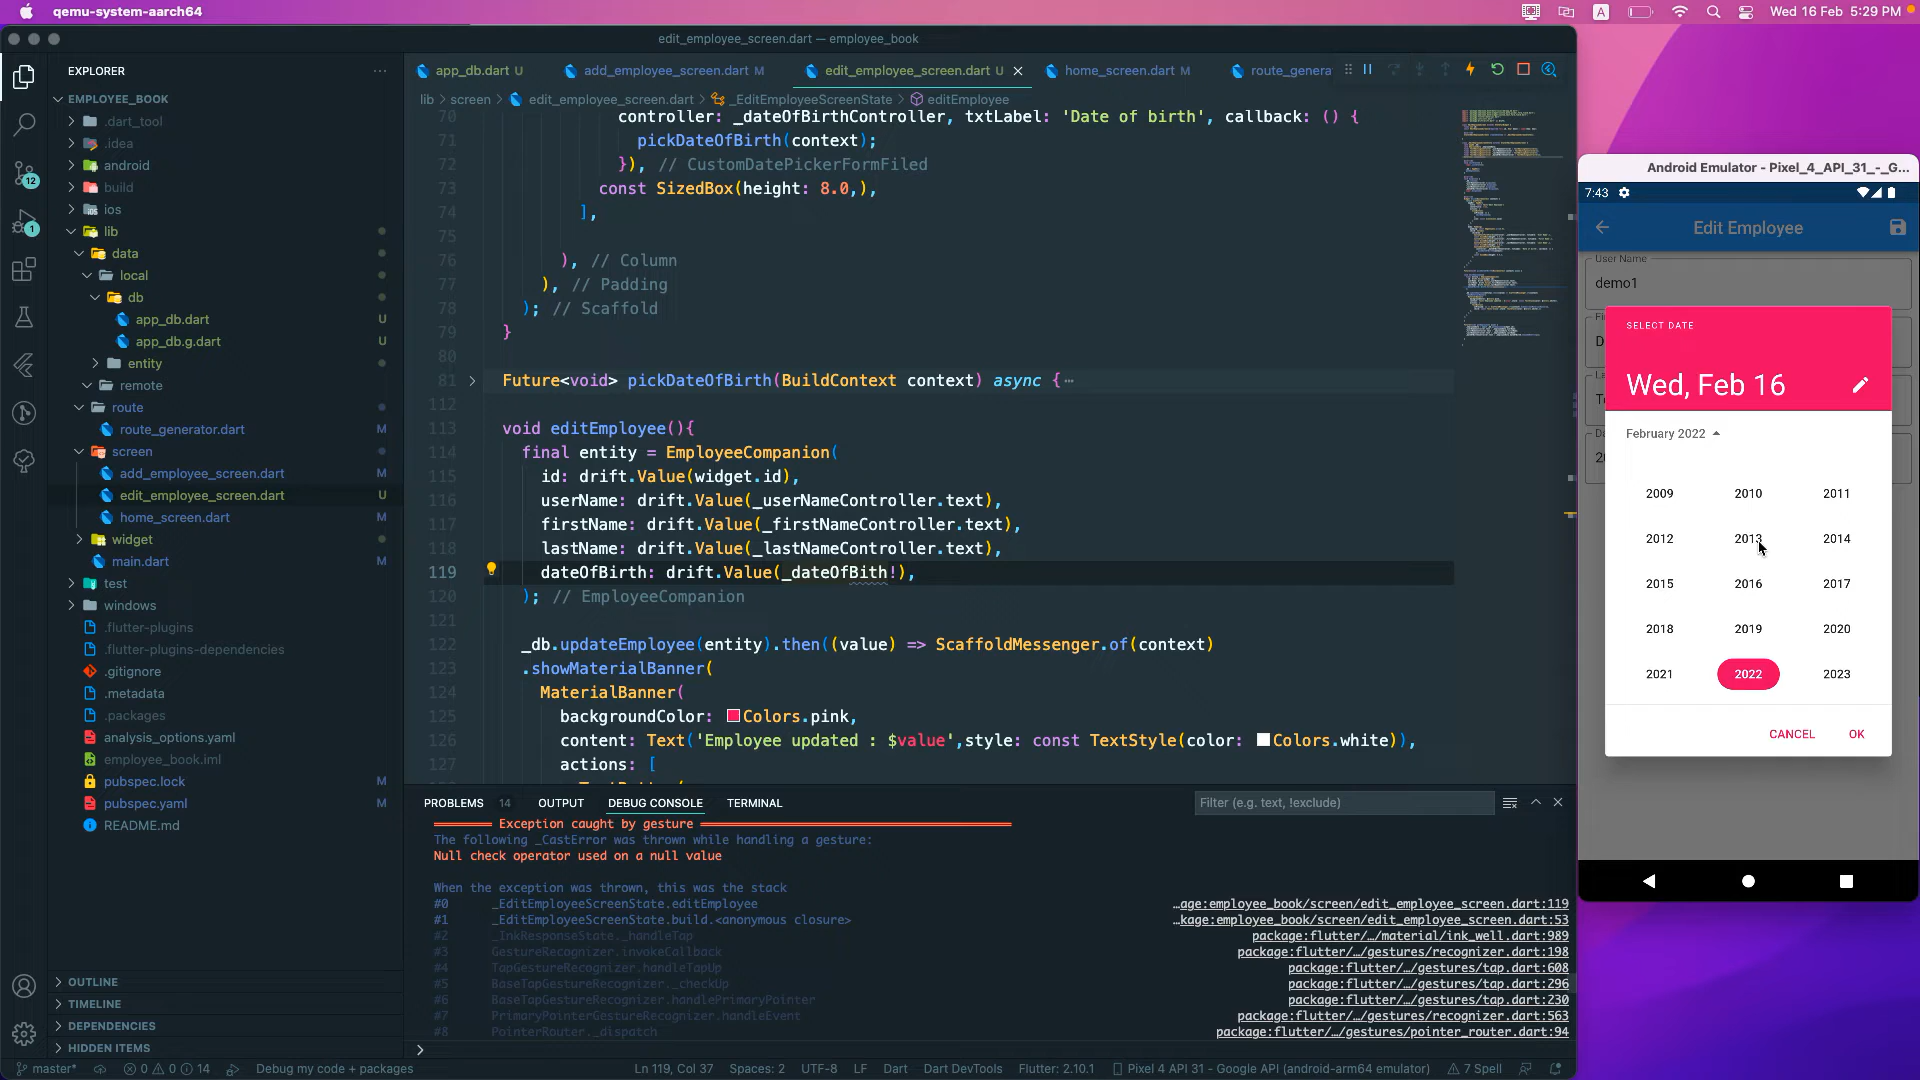 qemu-system-aarch64
A
Wed 16 Feb 5:29 PM
edit_employee_screen.dart — employee_book
EXPLORER
EMPLOYEE_BOOK
.dart_tool
.idea
android
build
ios
lib
data
local
db
app_db.dart U
app_db.g.dart U
entity
remote
route
route_generator.dart M
screen
add_employee_screen.dart M
edit_employee_screen.dart U
home_screen.dart M
widget
main.dart M
test
windows
.flutter-plugins
.flutter-plugins-dependencies
.gitignore
.metadata
.packages
analysis_options.yaml
employee_book.iml
pubspec.lock M
pubspec.yaml M
README.md
OUTLINE
TIMELINE
DEPENDENCIES
HIDDEN ITEMS
12
1
app_db.dart U
add_employee_screen.dart M
edit_employee_screen.dart U
home_screen.dart M
route_genera
lib > screen > edit_employee_screen.dart > _EditEmployeeScreenState > editEmployee
70 controller: _dateOfBirthController, txtLabel: 'Date of birth', callback: () {
71 pickDateOfBirth(context);
72 }), // CustomDatePickerFormFiled
73 const SizedBox(height: 8.0,),
74 ],
75
76 ), // Column
77 ), // Padding
78 ); // Scaffold
79 }
80
81 Future<void> pickDateOfBirth(BuildContext context) async {⋯
112
113 void editEmployee(){
114 final entity = EmployeeCompanion(
115 id: drift.Value(widget.id),
116 userName: drift.Value(_userNameController.text),
117 firstName: drift.Value(_firstNameController.text),
118 lastName: drift.Value(_lastNameController.text),
119 dateOfBirth: drift.Value(_dateOfBith!),
120 ); // EmployeeCompanion
121
122 _db.updateEmployee(entity).then((value) => ScaffoldMessenger.of(context)
123 .showMaterialBanner(
124 MaterialBanner(
125 backgroundColor: Colors.pink,
126 content: Text('Employee updated : $value',style: const TextStyle(color: Colors.white)),
127 actions: [
PROBLEMS 14 OUTPUT DEBUG CONSOLE TERMINAL
Filter (e.g. text, !exclude)
Exception caught by gesture
The following _CastError was thrown while handling a gesture:
Null check operator used on a null value
When the exception was thrown, this was the stack
#0 _EditEmployeeScreenState.editEmployee …age:employee_book/screen/edit_employee_screen.dart:119
#1 _EditEmployeeScreenState.build.<anonymous closure> …kage:employee_book/screen/edit_employee_screen.dart:53
#2 _InkResponseState._handleTap package:flutter/…/material/ink_well.dart:989
#3 GestureRecognizer.invokeCallback package:flutter/…/gestures/recognizer.dart:198
#4 TapGestureRecognizer.handleTapUp package:flutter/…/gestures/tap.dart:608
#5 BaseTapGestureRecognizer._checkUp package:flutter/…/gestures/tap.dart:296
#6 BaseTapGestureRecognizer.handlePrimaryPointer package:flutter/…/gestures/tap.dart:230
#7 PrimaryPointerGestureRecognizer.handleEvent package:flutter/…/gestures/recognizer.dart:563
#8 PointerRouter._dispatch package:flutter/…/gestures/pointer_router.dart:94
master* 0 0 14 Debug my code + packages Ln 119, Col 37 Spaces: 2 UTF-8 LF Dart Dart DevTools Flutter: 2.10.1 Pixel 4 API 31 - Google API (android-arm64 emulator) 7 Spell
Android Emulator - Pixel_4_API_31_-_G...
7:43
Edit Employee
User Name
demo1
SELECT DATE
Wed, Feb 16
February 2022
2009 2010 2011
2012 2013 2014
2015 2016 2017
2018 2019 2020
2021 2022 2023
CANCEL OK